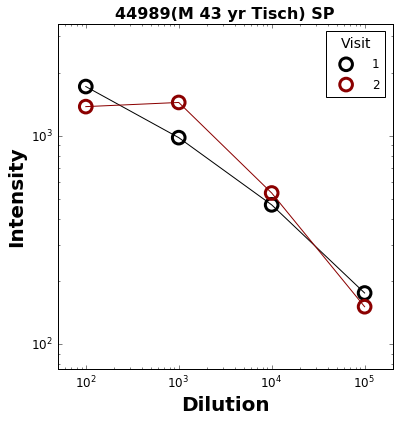 44989(M 43 yr Tisch) SP
Visit
1
2
Intensity
10³
10²
10² 10³ 10⁴ 10⁵
Dilution